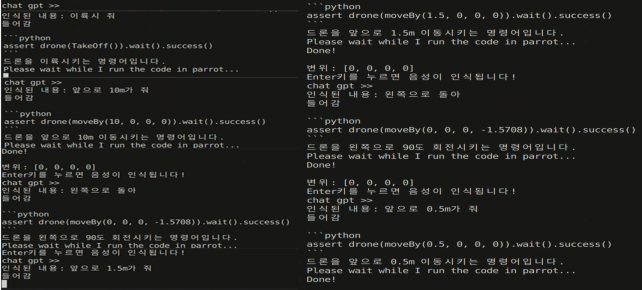 chat gpt >>
인식된 내용: 이륙시 줘
들어감
```python
assert drone(TakeOff()).wait().success()
```
드론을 이륙시키는 명령어입니다.
Please wait while I run the code in parrot...
chat gpt >>
인식된 내용: 앞으로 10m가 줘
들어감
```python
assert drone(moveBy(10, 0, 0, 0)).wait().success()
```
드론을 앞으로 10m 이동시키는 명령어입니다.
Please wait while I run the code in parrot...
Done!
변위: [0, 0, 0, 0]
Enter키를 누르면 음성이 인식됩니다!
chat gpt >>
인식된 내용: 왼쪽으로 돌아
들어감
```python
assert drone(moveBy(0, 0, 0, -1.5708)).wait().success()
```
드론을 왼쪽으로 90도 회전시키는 명령어입니다.
Please wait while I run the code in parrot...
Enter키를 누르면 음성이 인식됩니다!
chat gpt >>
인식된 내용: 앞으로 1.5m가 줘
들어감
```python
assert drone(moveBy(1.5, 0, 0, 0)).wait().success()
```
드론을 앞으로 1.5m 이동시키는 명령어입니다.
Please wait while I run the code in parrot...
Done!
변위: [0, 0, 0, 0]
Enter키를 누르면 음성이 인식됩니다!
chat gpt >>
인식된 내용: 왼쪽으로 돌아
들어감
```python
assert drone(moveBy(0, 0, 0, -1.5708)).wait().success()
```
드론을 왼쪽으로 90도 회전시키는 명령어입니다.
Please wait while I run the code in parrot...
Done!
변위: [0, 0, 0, 0]
Enter키를 누르면 음성이 인식됩니다!
chat gpt >>
인식된 내용: 앞으로 0.5m가 줘
들어감
```python
assert drone(moveBy(0.5, 0, 0, 0)).wait().success()
```
드론을 앞으로 0.5m 이동시키는 명령어입니다.
Please wait while I run the code in parrot...
Done!